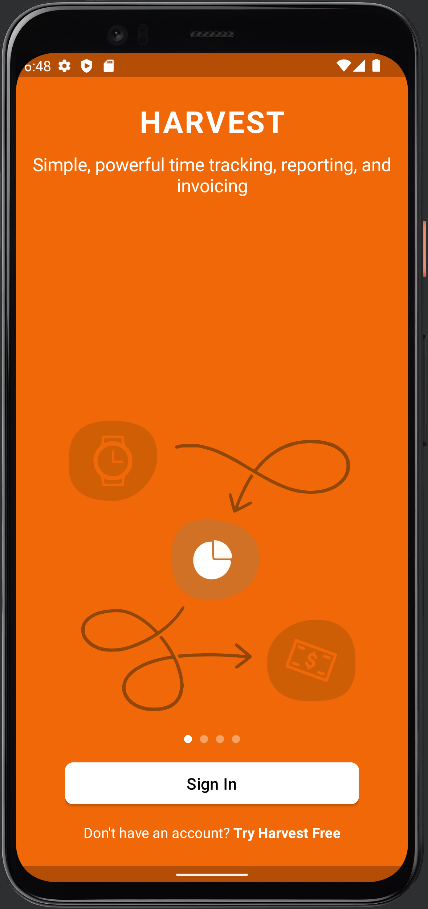 6:48
HARVEST
Simple, powerful time tracking, reporting, and
invoicing
$
Sign In
Don't have an account? Try Harvest Free